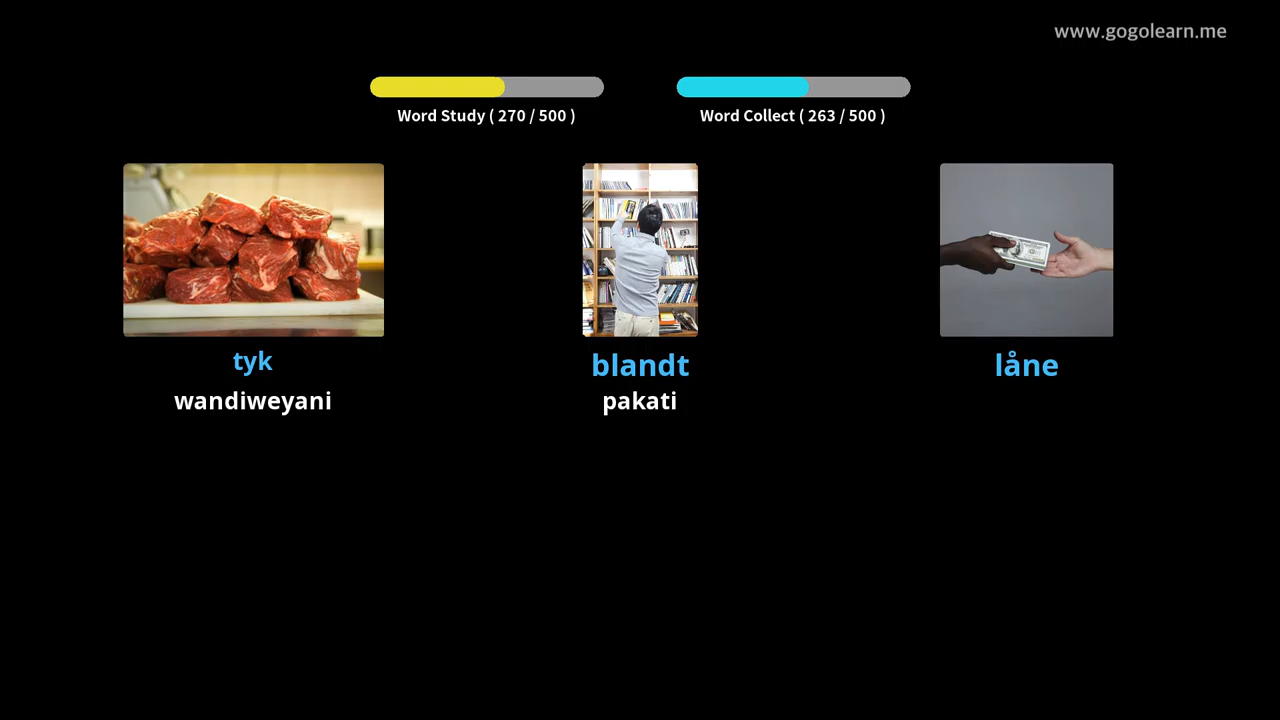 www.gogolearn.me
Word Study ( 270 / 500 )
Word Collect ( 263 / 500 )
tyk
wandiweyani
blandt
pakati
låne